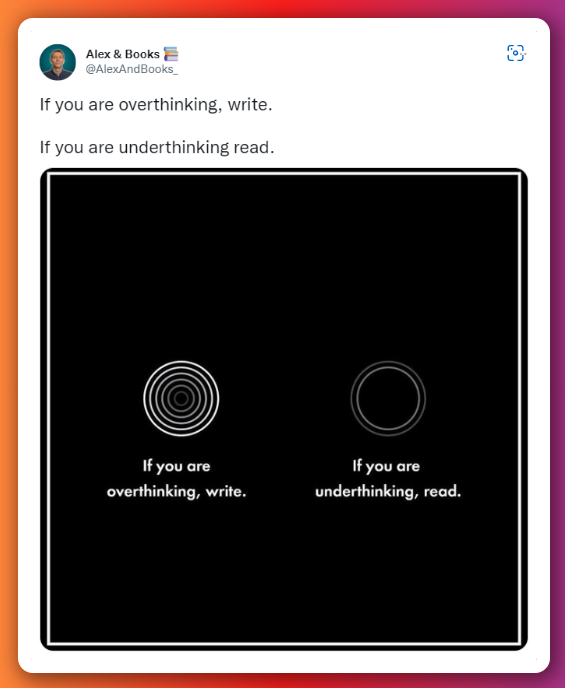 Alex & Books 📚
@AlexAndBooks_
If you are overthinking, write.
If you are underthinking read.
If you are
overthinking, write.
If you are
underthinking, read.